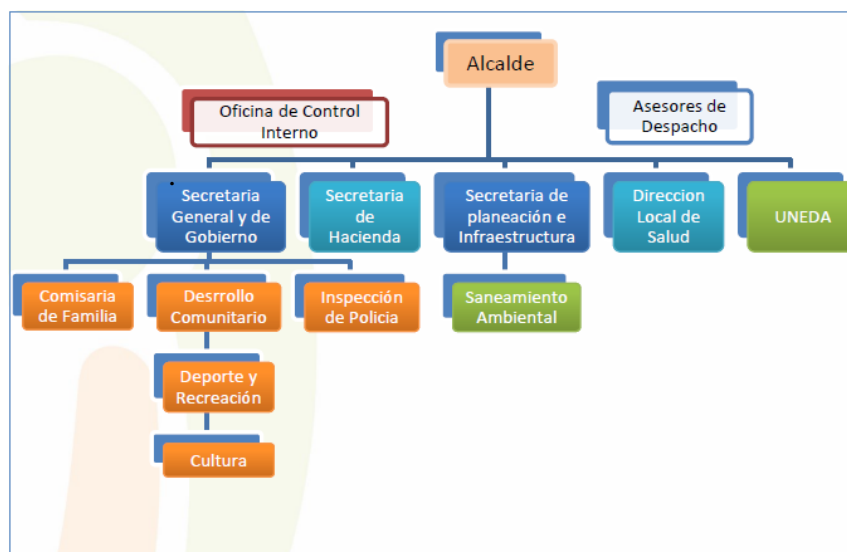 Alcalde
Oficina de Control
Interno
Asesores de
Despacho
Secretaria
General y de
Gobierno
Secretaria
de
Hacienda
Secretaria de
planeación e
Infraestructura
Direccion
Local de
Salud
UNEDA
Comisaria
de Familia
Desrrollo
Comunitario
Inspección
de Policia
Saneamiento
Ambiental
Deporte y
Recreación
Cultura